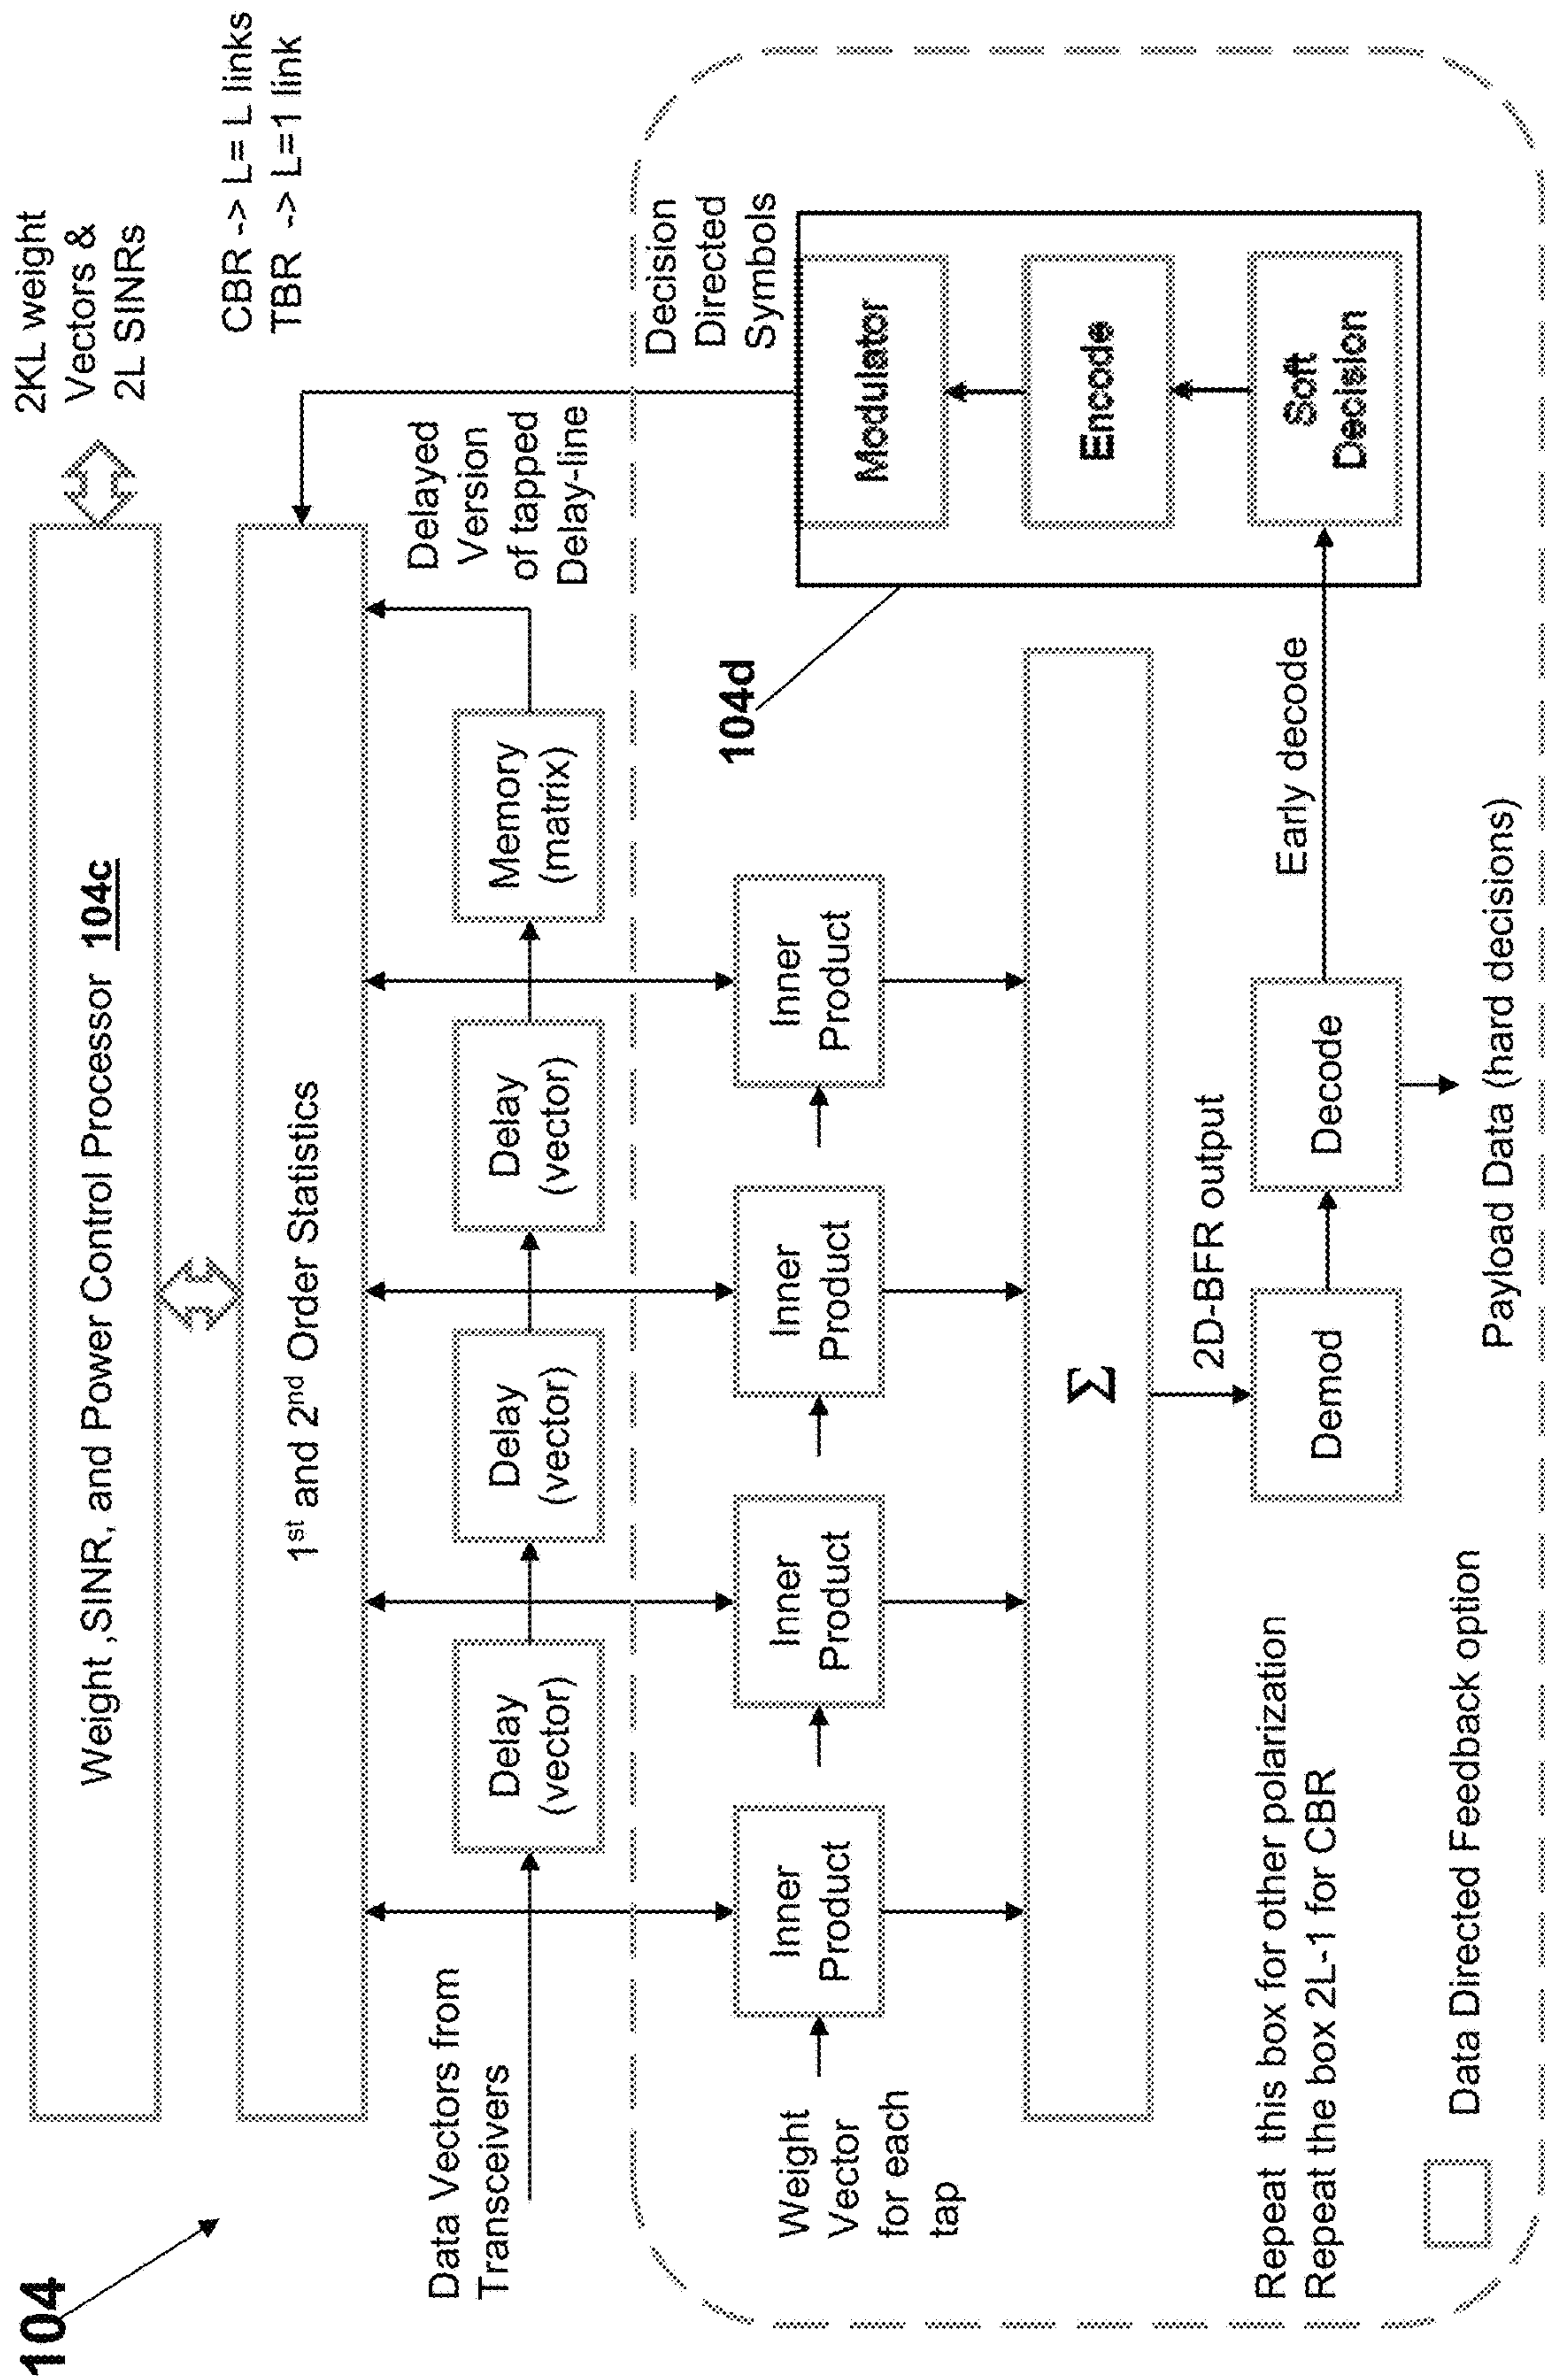 104
2KL weight
Vectors &
2L SINRs
Weight ,SINR, and Power Control Processor 104c
CBR -> L= L links
TBR -> L=1 link
1st and 2nd Order Statistics
Data Vectors from
Transceivers
Delay
(vector)
Delay
(vector)
Delay
(vector)
Memory
(matrix)
Delayed
Version
of tapped
Delay-line
Weight
Vector
for each
tap
Inner
Product
Inner
Product
Inner
Product
Inner
Product
104d
Decision
Directed
Symbols
Modulator
Encode
Soft
Decision
Σ
2D-BFR output
Demod
Decode
Early decode
Payload Data (hard decisions)
Repeat this box for other polarization
Repeat the box 2L-1 for CBR
Data Directed Feedback option